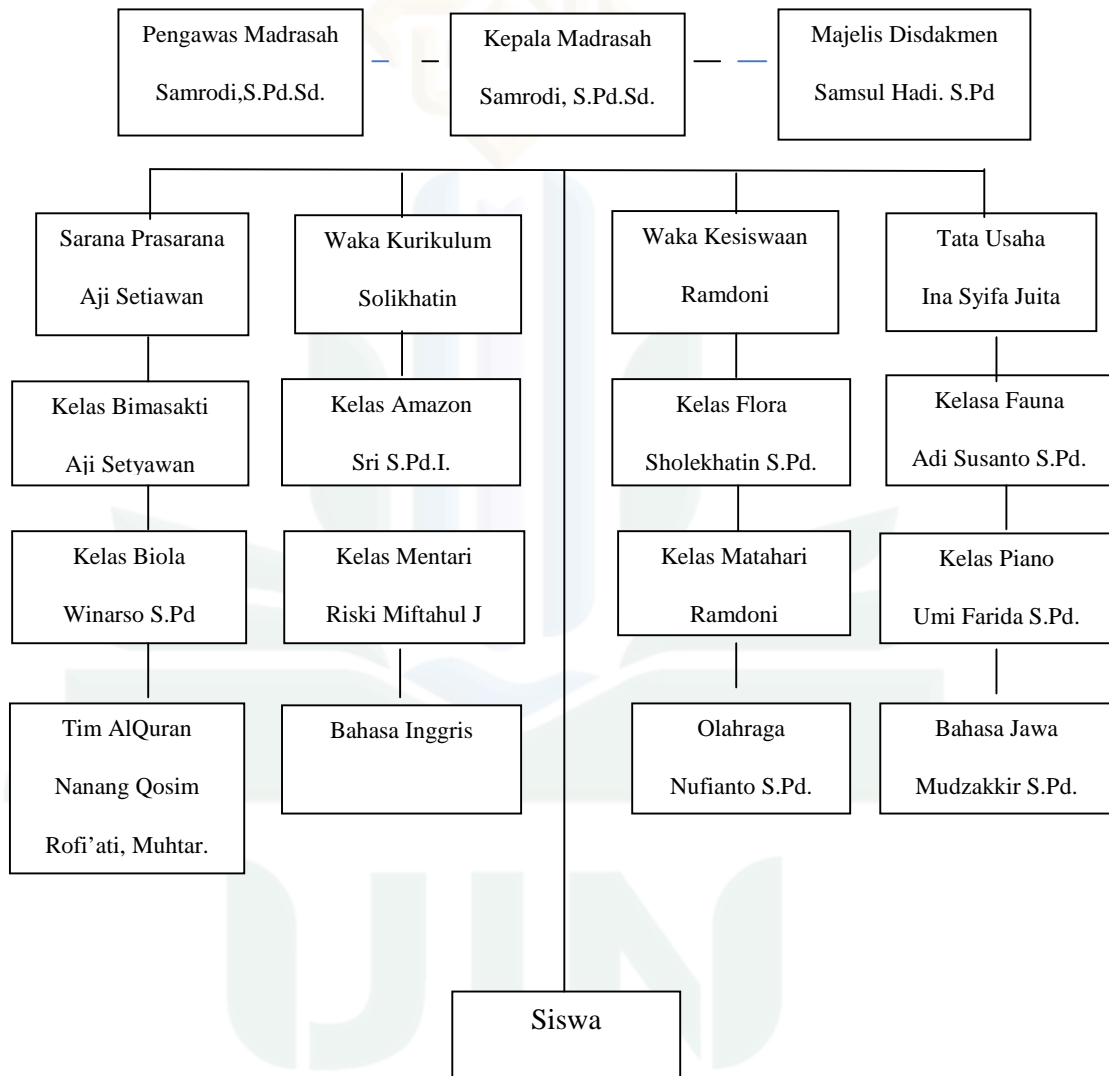 Pengawas Madrasah
Samrodi,S.Pd.Sd.
Kepala Madrasah
Samrodi, S.Pd.Sd.
Majelis Disdakmen
Samsul Hadi. S.Pd
Sarana Prasarana
Aji Setiawan
Waka Kurikulum
Solikhatin
Waka Kesiswaan
Ramdoni
Tata Usaha
Ina Syifa Juita
Kelas Bimasakti
Aji Setyawan
Kelas Amazon
Sri S.Pd.I.
Kelas Flora
Sholekhatin S.Pd.
Kelasa Fauna
Adi Susanto S.Pd.
Kelas Biola
Winarso S.Pd
Kelas Mentari
Riski Miftahul J
Kelas Matahari
Ramdoni
Kelas Piano
Umi Farida S.Pd.
Tim AlQuran
Nanang Qosim
Rofi’ati, Muhtar.
Bahasa Inggris
Olahraga
Nufianto S.Pd.
Bahasa Jawa
Mudzakkir S.Pd.
UIN
Siswa